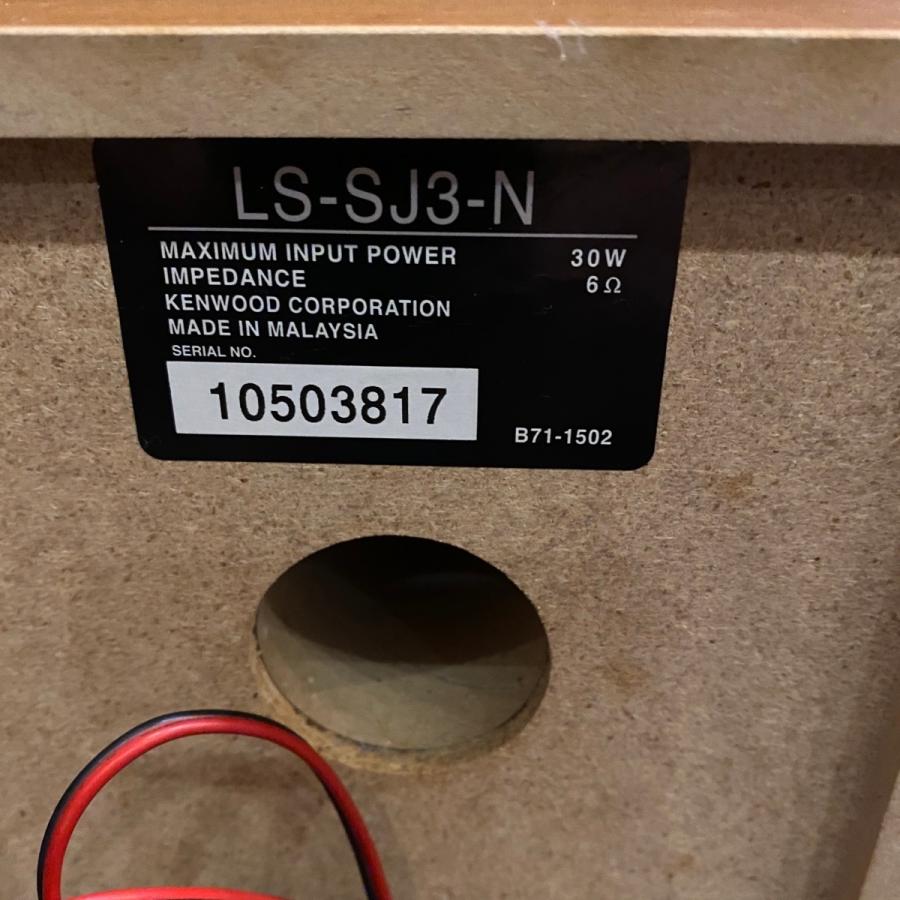 LS-SJ3-N
MAXIMUM INPUT POWER 30W
IMPEDANCE 6Ω
KENWOOD CORPORATION
MADE IN MALAYSIA
SERIAL NO.
10503817
B71-1502